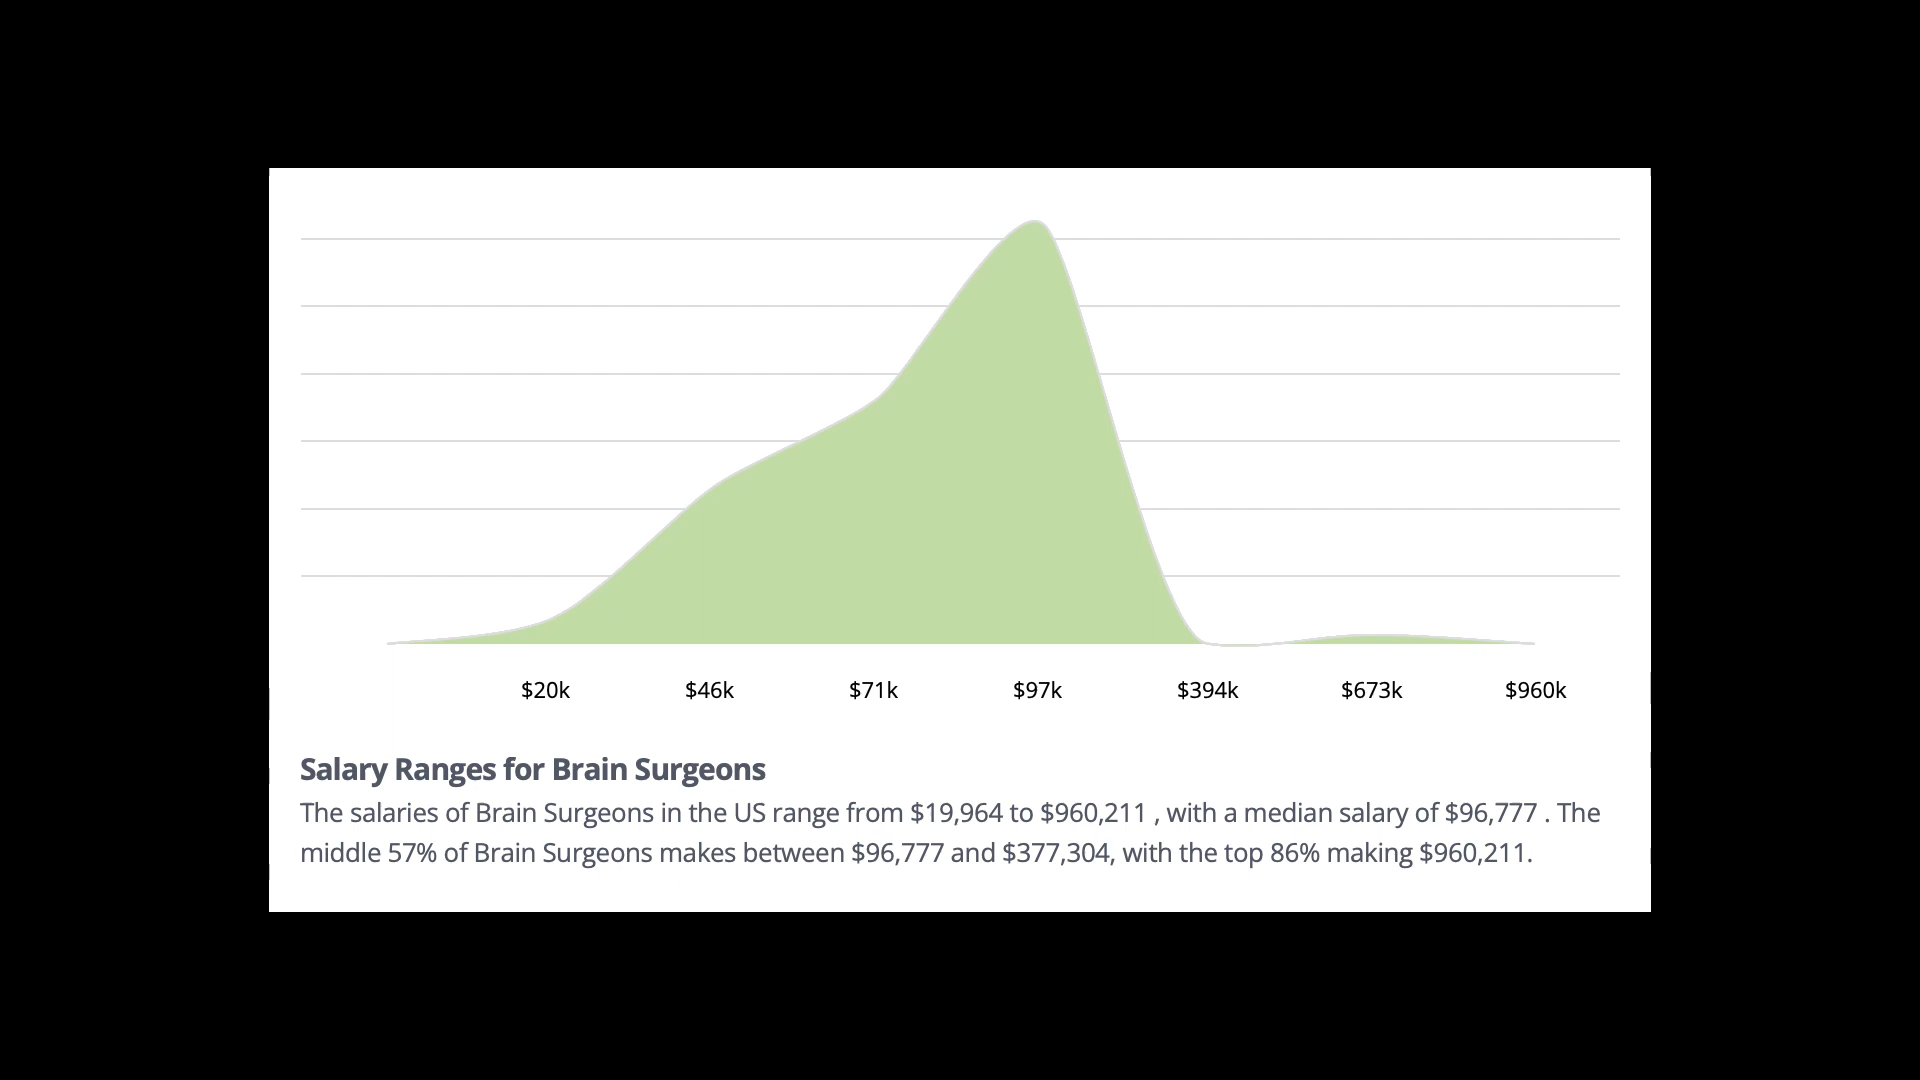 $20k $46k $71k $97k $394k $673k $960k
Salary Ranges for Brain Surgeons
The salaries of Brain Surgeons in the US range from $19,964 to $960,211 , with a median salary of $96,777 . The
middle 57% of Brain Surgeons makes between $96,777 and $377,304, with the top 86% making $960,211.